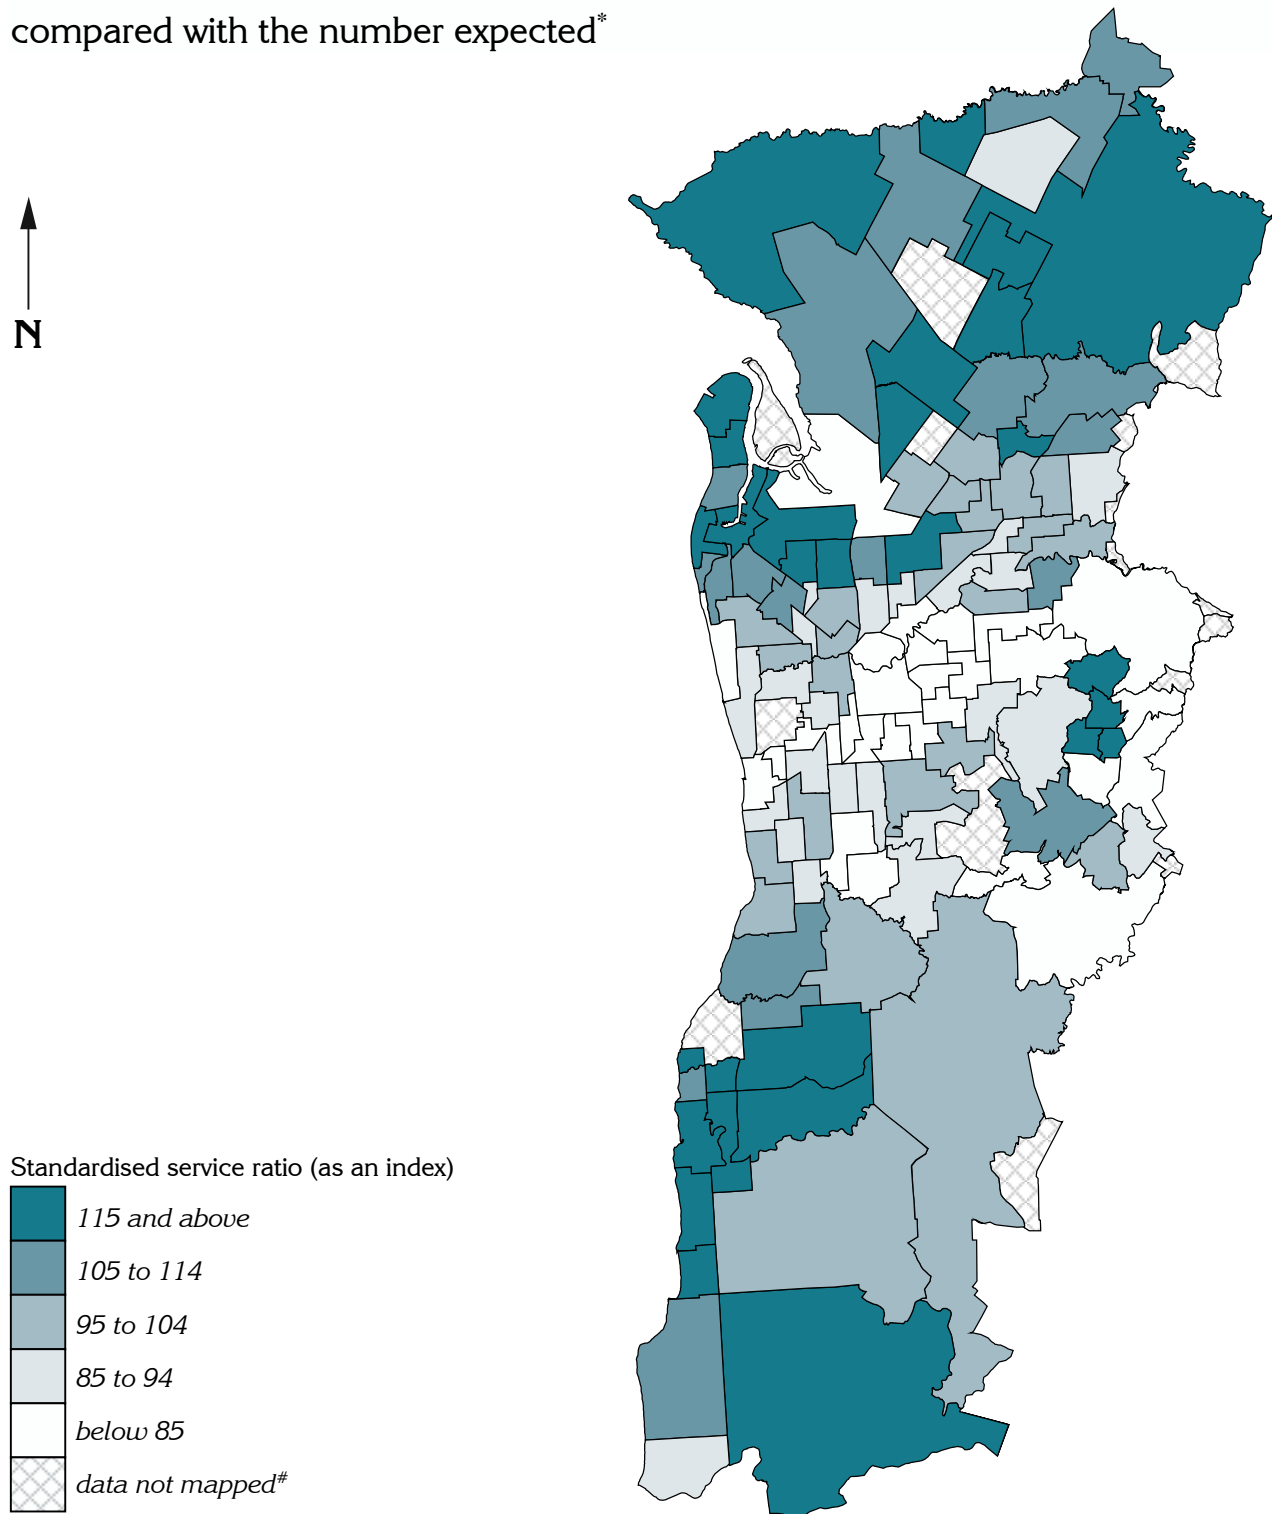 compared with the number expected*
N
Standardised service ratio (as an index)
115 and above
105 to 114
95 to 104
85 to 94
below 85
data not mapped#